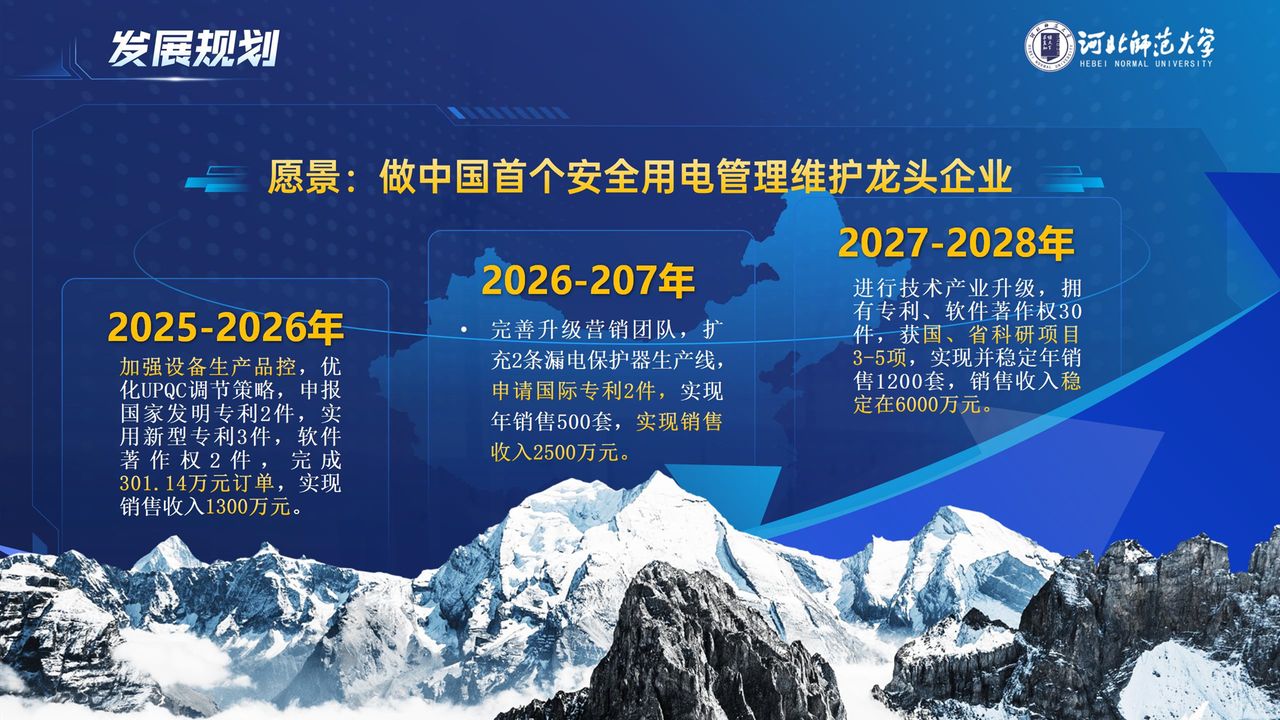 发展规划
河北师范大学
HEBEI NORMAL UNIVERSITY
愿景：做中国首个安全用电管理维护龙头企业
2025-2026年
加强设备生产品控，优
化UPQC调节策略，申报
国家发明专利2件，实
用新型专利3件，软件
著作权2件，完成
301.14万元订单，实现
销售收入1300万元。
2026-207年
• 完善升级营销团队，扩
充2条漏电保护器生产线，
申请国际专利2件，实现
年销售500套，实现销售
收入2500万元。
2027-2028年
进行技术产业升级，拥
有专利、软件著作权30
件，获国、省科研项目
3-5项，实现并稳定年销
售1200套，销售收入稳
定在6000万元。